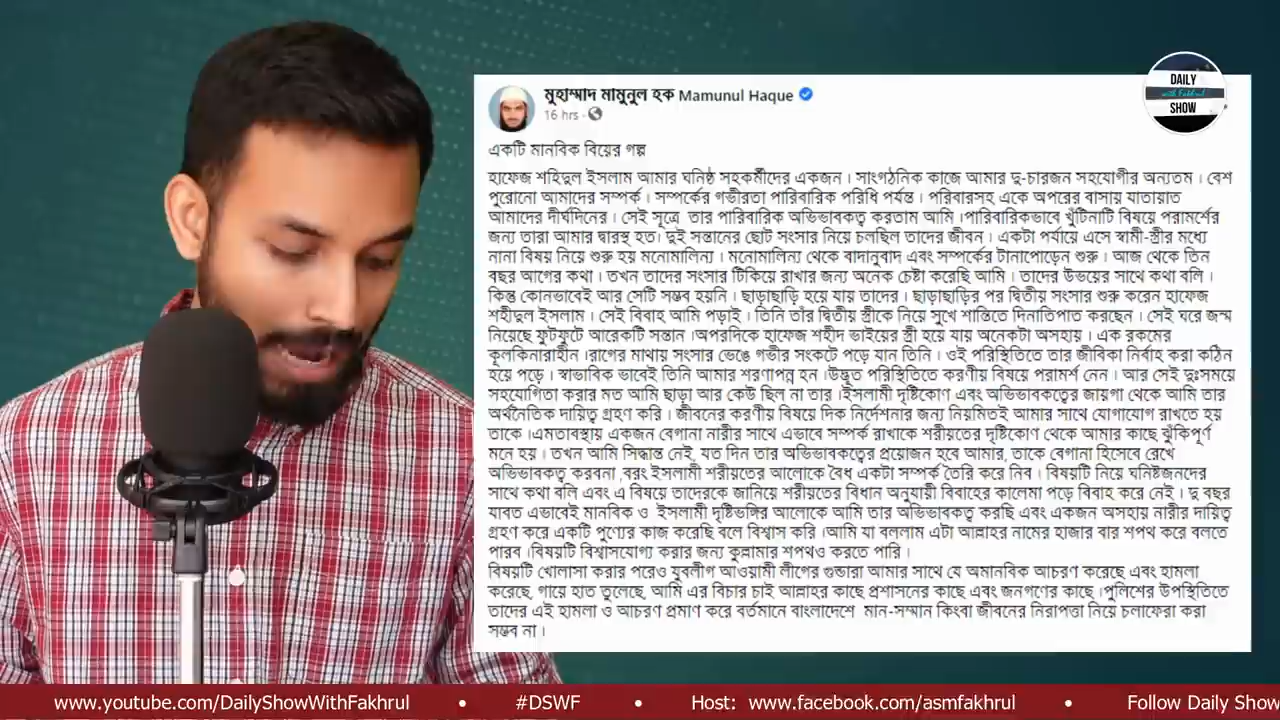 মুহাম্মাদ মামুনুল হক Mamunul Haque
16 hrs ·
DAILY
with Fakhrul
SHOW
একটি মানবিক বিয়ের গল্প
হাফেজ শহিদুল ইসলাম আমার ঘনিষ্ঠ সহকর্মীদের একজন । সাংগঠনিক কাজে আমার দু-চারজন সহযোগীর অন্যতম । বেশ
পুরোনো আমাদের সম্পর্ক । সম্পর্কের গভীরতা পারিবারিক পরিধি পর্যন্ত । পরিবারসহ একে অপরের বাসায় যাতায়াত
আমাদের দীর্ঘদিনের । সেই সূত্রে তার পারিবারিক অভিভাবকত্ব করতাম আমি ।পারিবারিকভাবে খুঁটিনাটি বিষয়ে পরামর্শের
জন্য তারা আমার দ্বারস্থ হত। দুই সন্তানের ছোট সংসার নিয়ে চলছিল তাদের জীবন । একটা পর্যায়ে এসে স্বামী-স্ত্রীর মধ্যে
নানা বিষয় নিয়ে শুরু হয় মনোমালিন্য । মনোমালিন্য থেকে বাদানুবাদ এবং সম্পর্কের টানাপোড়েন শুরু । আজ থেকে তিন
বছর আগের কথা । তখন তাদের সংসার টিকিয়ে রাখার জন্য অনেক চেষ্টা করেছি আমি । তাদের উভয়ের সাথে কথা বলি ।
কিন্তু কোনভাবেই আর সেটি সম্ভব হয়নি । ছাড়াছাড়ি হয়ে যায় তাদের । ছাড়াছাড়ির পর দ্বিতীয় সংসার শুরু করেন হাফেজ
শহীদুল ইসলাম । সেই বিবাহ আমি পড়াই । তিনি তাঁর দ্বিতীয় স্ত্রীকে নিয়ে সুখে শান্তিতে দিনাতিপাত করছেন । সেই ঘরে জন্ম
নিয়েছে ফুটফুটে আরেকটি সন্তান ।অপরদিকে হাফেজ শহীদ ভাইয়ের স্ত্রী হয়ে যায় অনেকটা অসহায় । এক রকমের
কূলকিনারাহীন ।রাগের মাথায় সংসার ভেঙে গভীর সংকটে পড়ে যান তিনি । ওই পরিস্থিতিতে তার জীবিকা নির্বাহ করা কঠিন
হয়ে পড়ে । স্বাভাবিক ভাবেই তিনি আমার শরণাপন্ন হন ।উদ্ভূত পরিস্থিতিতে করণীয় বিষয়ে পরামর্শ নেন । আর সেই দুঃসময়ে
সহযোগিতা করার মত আমি ছাড়া আর কেউ ছিল না তার ।ইসলামী দৃষ্টিকোণ এবং অভিভাবকত্বের জায়গা থেকে আমি তার
অর্থনৈতিক দায়িত্ব গ্রহণ করি । জীবনের করণীয় বিষয়ে দিক নির্দেশনার জন্য নিয়মিতই আমার সাথে যোগাযোগ রাখতে হয়
তাকে ।এমতাবস্থায় একজন বেগানা নারীর সাথে এভাবে সম্পর্ক রাখাকে শরীয়তের দৃষ্টিকোণ থেকে আমার কাছে ঝুঁকিপূর্ণ
মনে হয় । তখন আমি সিদ্ধান্ত নেই, যত দিন তার অভিভাবকত্বের প্রয়োজন হবে আমার, তাকে বেগানা হিসেবে রেখে
অভিভাবকত্ব করবনা ,বরং ইসলামী শরীয়তের আলোকে বৈধ একটা সম্পর্ক তৈরি করে নিব । বিষয়টি নিয়ে ঘনিষ্টজনদের
সাথে কথা বলি এবং এ বিষয়ে তাদেরকে জানিয়ে শরীয়তের বিধান অনুযায়ী বিবাহের কালেমা পড়ে বিবাহ করে নেই । দু বছর
যাবত এভাবেই মানবিক ও ইসলামী দৃষ্টিভঙ্গির আলোকে আমি তার অভিভাবকত্ব করছি এবং একজন অসহায় নারীর দায়িত্ব
গ্রহণ করে একটি পুণ্যের কাজ করেছি বলে বিশ্বাস করি ।আমি যা বললাম এটা আল্লাহর নামের হাজার বার শপথ করে বলতে
পারব ।বিষয়টি বিশ্বাসযোগ্য করার জন্য কুল্লামার শপথও করতে পারি ।
বিষয়টি খোলাসা করার পরেও যুবলীগ আওয়ামী লীগের গুন্ডারা আমার সাথে যে অমানবিক আচরণ করেছে এবং হামলা
করেছে, গায়ে হাত তুলেছে, আমি এর বিচার চাই আল্লাহর কাছে প্রশাসনের কাছে এবং জনগণের কাছে ।পুলিশের উপস্থিতিতে
তাদের এই হামলা ও আচরণ প্রমাণ করে বর্তমানে বাংলাদেশে মান-সম্মান কিংবা জীবনের নিরাপত্তা নিয়ে চলাফেরা করা
সম্ভব না ।
www.youtube.com/DailyShowWithFakhrul • #DSWF • Host: www.facebook.com/asmfakhrul • Follow Daily Show